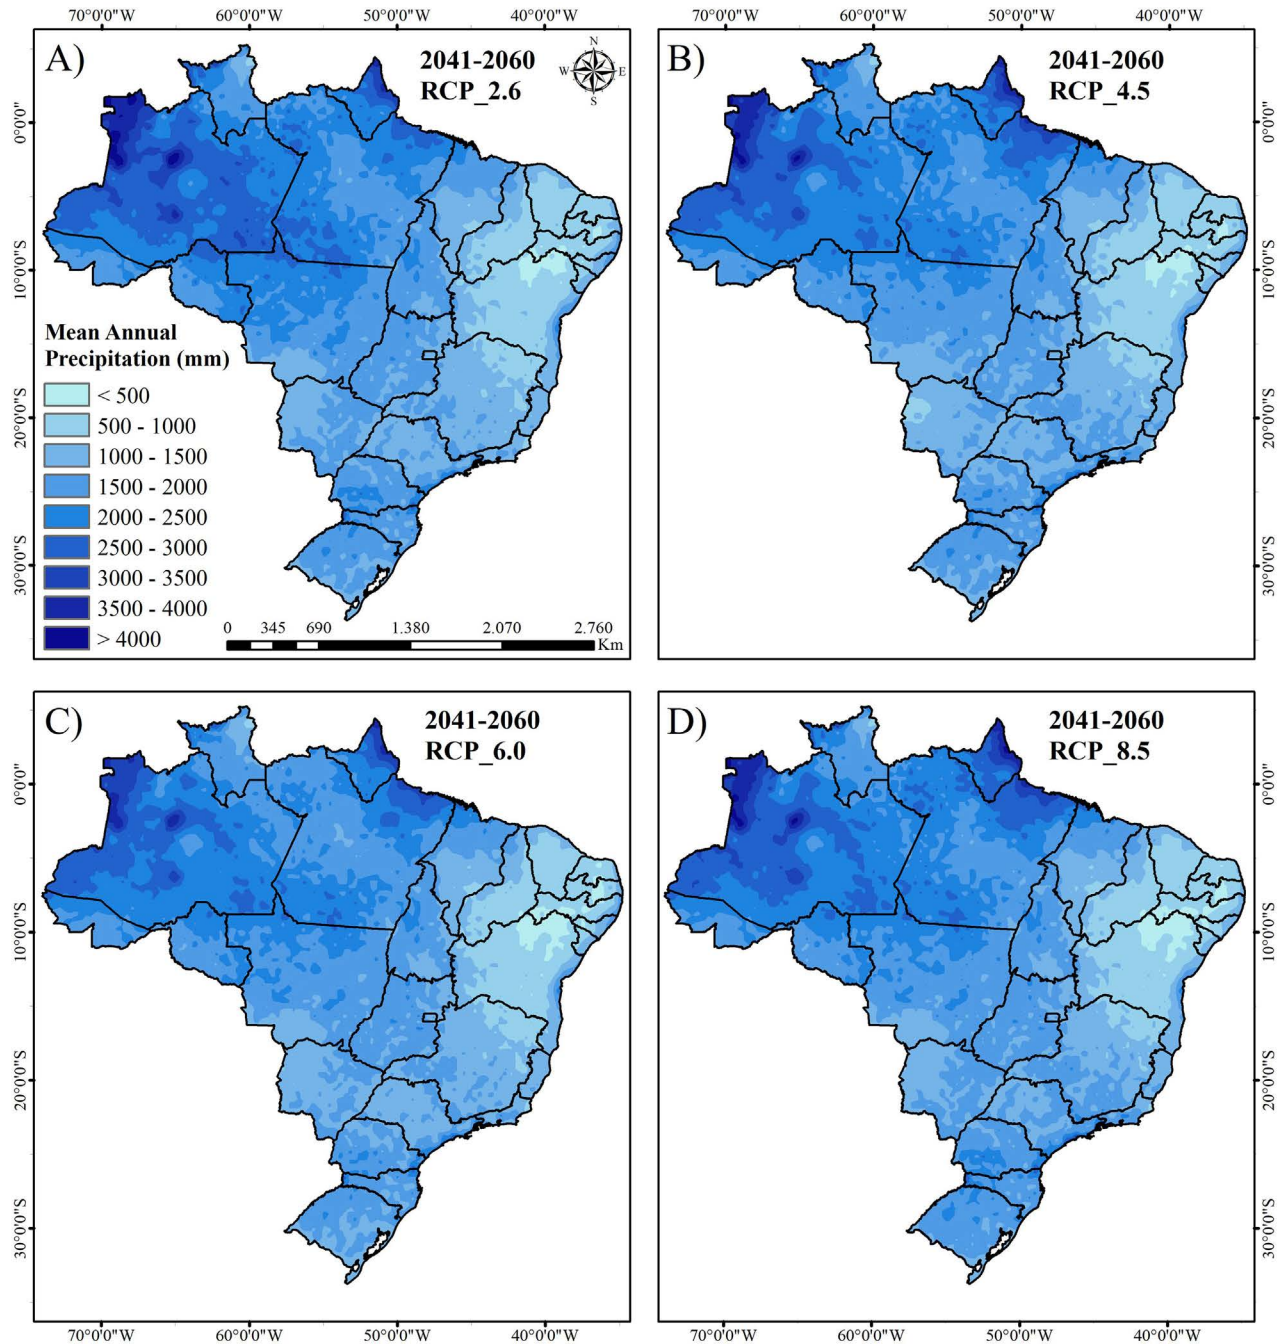 70°0'0"W 60°0'0"W 50°0'0"W 40°0'0"W
70°0'0"W 60°0'0"W 50°0'0"W 40°0'0"W
A)
2041-2060
RCP_2.6
N
W E
S
0°0'0"
10°0'0"S
20°0'0"S
30°0'0"S
Mean Annual
Precipitation (mm)
< 500
500 - 1000
1000 - 1500
1500 - 2000
2000 - 2500
2500 - 3000
3000 - 3500
3500 - 4000
> 4000
0 345 690 1.380 2.070 2.760
Km
B)
2041-2060
RCP_4.5
0°0'0"
10°0'0"S
20°0'0"S
30°0'0"S
C)
2041-2060
RCP_6.0
0°0'0"
10°0'0"S
20°0'0"S
30°0'0"S
D)
2041-2060
RCP_8.5
0°0'0"
10°0'0"S
20°0'0"S
30°0'0"S
70°0'0"W 60°0'0"W 50°0'0"W 40°0'0"W
70°0'0"W 60°0'0"W 50°0'0"W 40°0'0"W